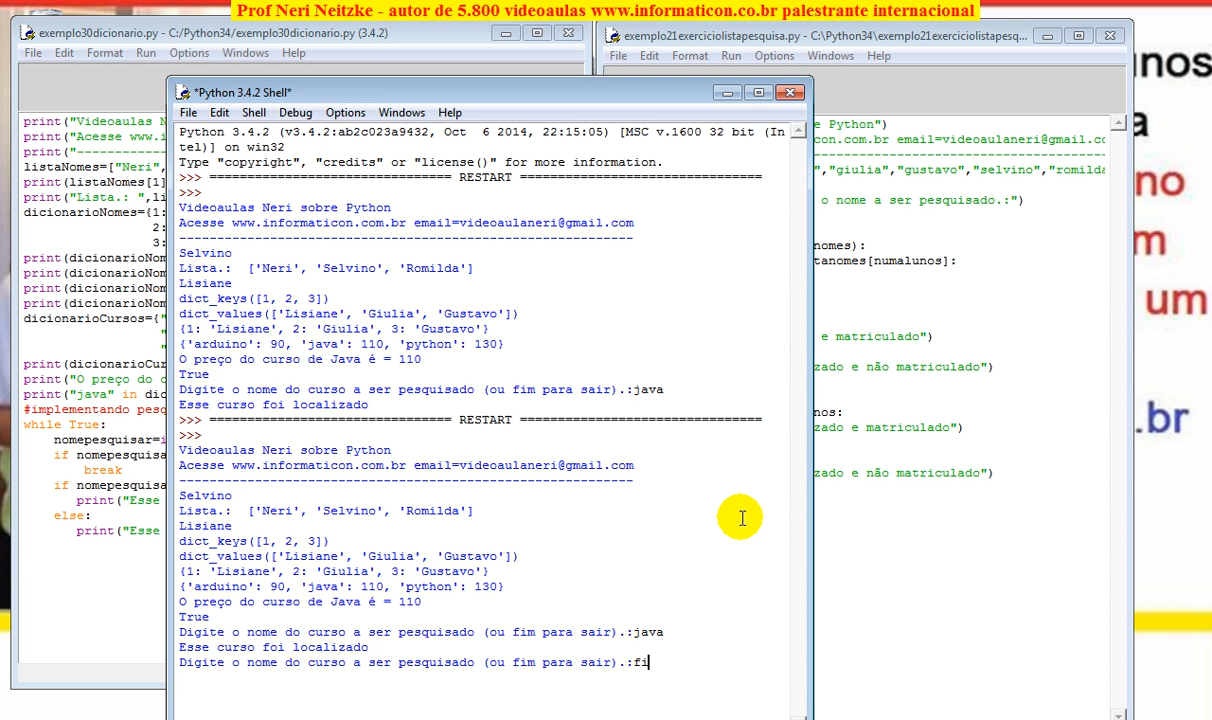 Prof Neri Neitzke - autor de 5.800 videoaulas www.informaticon.co.br palestrante internacional
exemplo30dicionario.py - C:/Python34/exemplo30dicionario.py (3.4.2)
File Edit Format Run Options Windows Help
print("Videoaulas N
print("Acesse www.i
print("------------
listaNomes=["Neri",
print(listaNomes[1]
print("Lista.: ",li
dicionarioNomes={1:
2:
3:
print(dicionarioNom
print(dicionarioNom
print(dicionarioNom
print(dicionarioNom
dicionarioCursos={"
"
"
print(dicionarioCur
print("O preço do c
print("java" in dic
#implementando pesq
while True:
nomepesquisar=i
if nomepesquisa
break
if nomepesquisa
print("Esse
else:
print("Esse
*Python 3.4.2 Shell*
File Edit Shell Debug Options Windows Help
Python 3.4.2 (v3.4.2:ab2c023a9432, Oct  6 2014, 22:15:05) [MSC v.1600 32 bit (In
tel)] on win32
Type "copyright", "credits" or "license()" for more information.
>>> ================================ RESTART ================================
>>>
Videoaulas Neri sobre Python
Acesse www.informaticon.com.br email=videoaulaneri@gmail.com
------------------------------------------------------------
Selvino
Lista.:  ['Neri', 'Selvino', 'Romilda']
Lisiane
dict_keys([1, 2, 3])
dict_values(['Lisiane', 'Giulia', 'Gustavo'])
{1: 'Lisiane', 2: 'Giulia', 3: 'Gustavo'}
{'arduino': 90, 'java': 110, 'python': 130}
O preço do curso de Java é = 110
True
Digite o nome do curso a ser pesquisado (ou fim para sair).:java
Esse curso foi localizado
>>> ================================ RESTART ================================
>>>
Videoaulas Neri sobre Python
Acesse www.informaticon.com.br email=videoaulaneri@gmail.com
------------------------------------------------------------
Selvino
Lista.:  ['Neri', 'Selvino', 'Romilda']
Lisiane
dict_keys([1, 2, 3])
dict_values(['Lisiane', 'Giulia', 'Gustavo'])
{1: 'Lisiane', 2: 'Giulia', 3: 'Gustavo'}
{'arduino': 90, 'java': 110, 'python': 130}
O preço do curso de Java é = 110
True
Digite o nome do curso a ser pesquisado (ou fim para sair).:java
Esse curso foi localizado
Digite o nome do curso a ser pesquisado (ou fim para sair).:fi
exemplo21exerciciolistapesquisa.py - C:\Python34\exemplo21exerciciolistapesq...
File Edit Format Run Options Windows Help
e Python")
con.com.br email=videoaulaneri@gmail.co
---------------------------------------
","giulia","gustavo","selvino","romilda
o nome a ser pesquisado.:")
nomes):
tanomes[numalunos]:
e matriculado")
zado e não matriculado")
nos:
zado e matriculado")
zado e não matriculado")
nos
a
no
m
um
.br